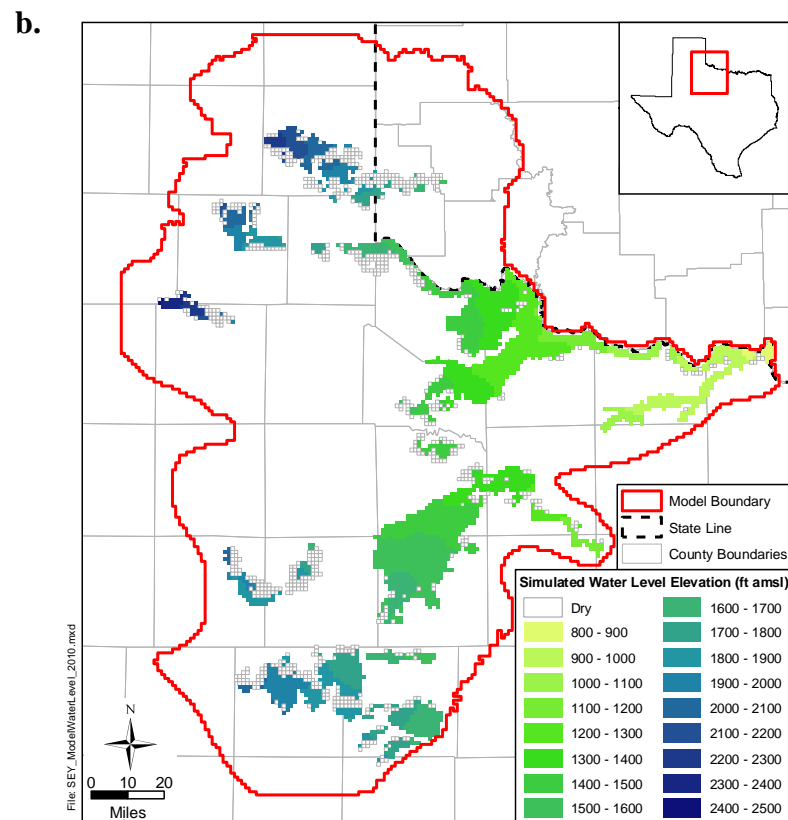 b.
Model Boundary
State Line
County Boundaries
Simulated Water Level Elevation (ft amsl)
Dry
800 - 900
900 - 1000
1000 - 1100
1100 - 1200
1200 - 1300
1300 - 1400
1400 - 1500
1500 - 1600
1600 - 1700
1700 - 1800
1800 - 1900
1900 - 2000
2000 - 2100
2100 - 2200
2200 - 2300
2300 - 2400
2400 - 2500
N
0 10 20
Miles
File: SEY_ModelWaterLevel_2010.mxd